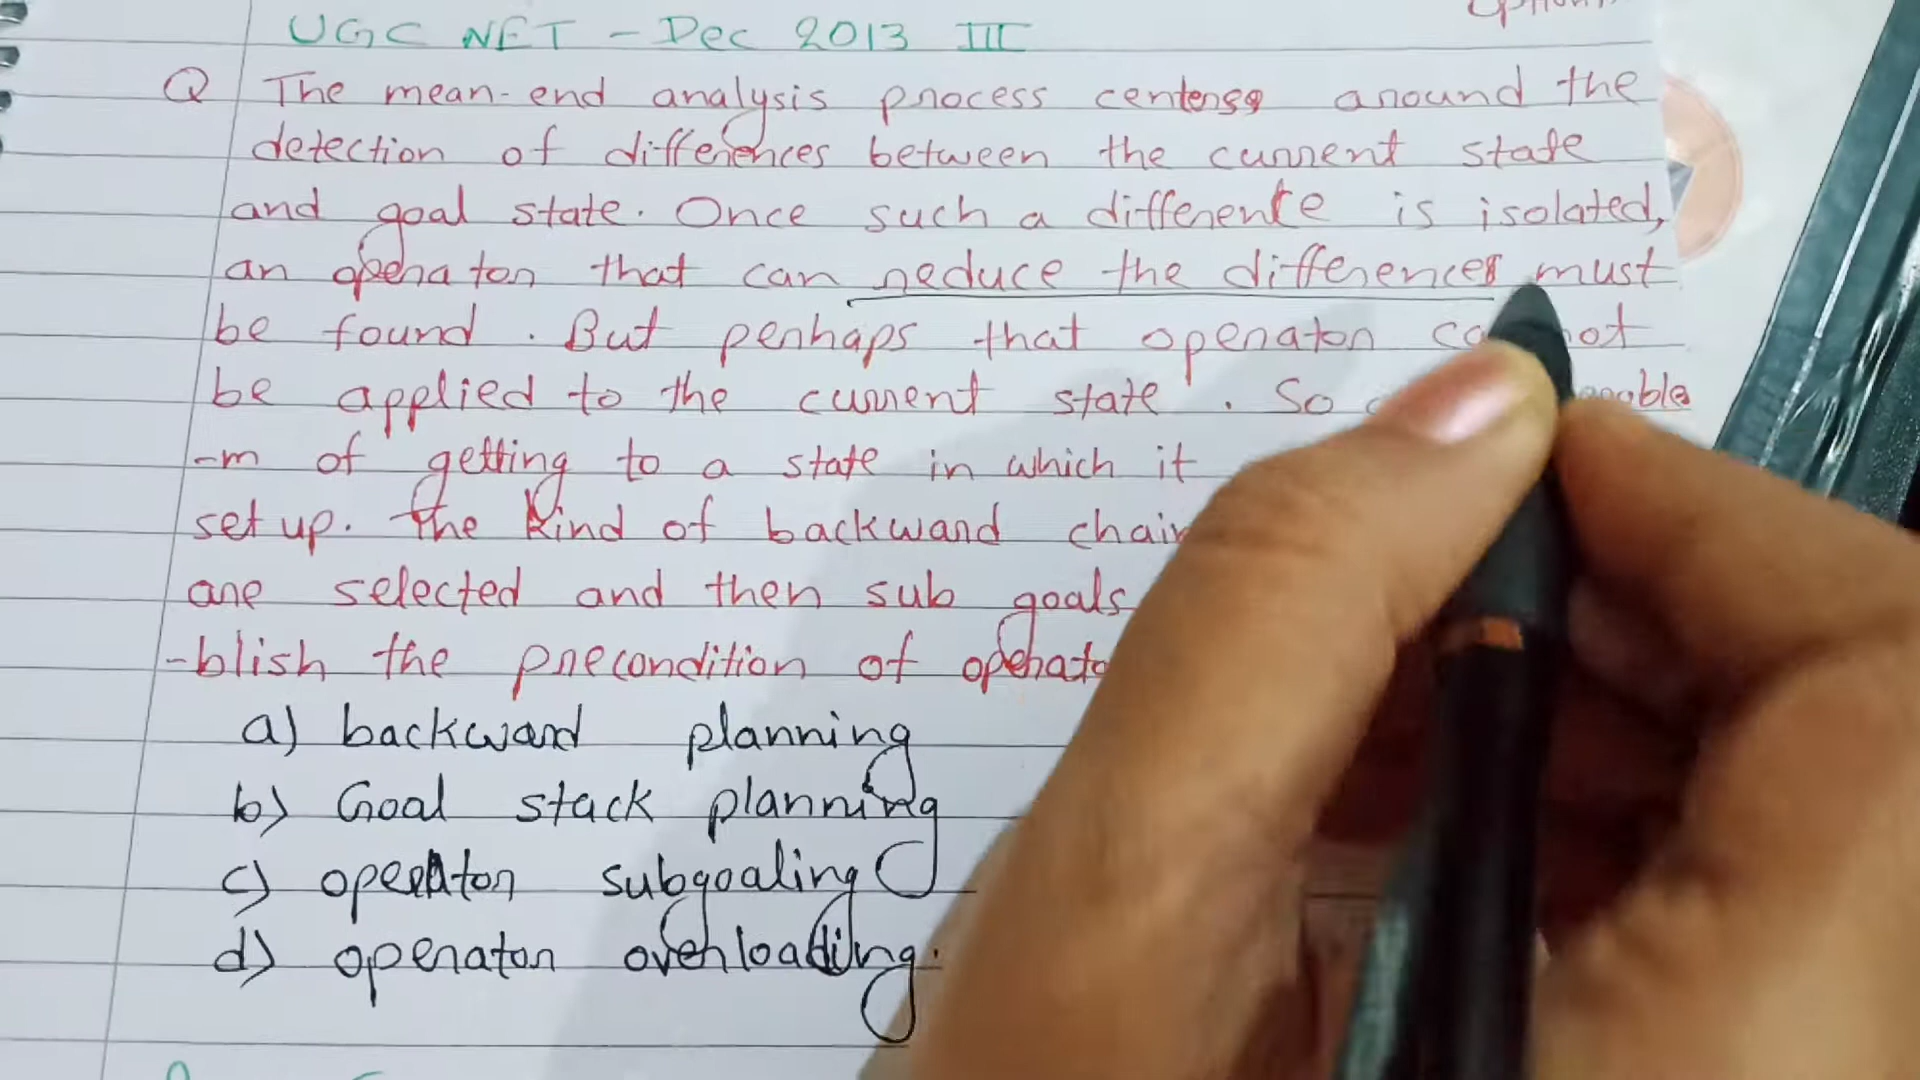 UGC NET - Dec 2013 III
Q The mean-end analysis process centers around the
detection of differences between the current state
and goal state. Once such a difference is isolated,
an operator that can reduce the differences must
be found. But perhaps that operator
be applied to the current state. So
-m of getting to a state in which it
set up. The kind of backward
are selected and then sub goals
-blish the precondition of
a) backward planning
b) Goal stack planning
c) operator subgoaling
d) operator overloading.